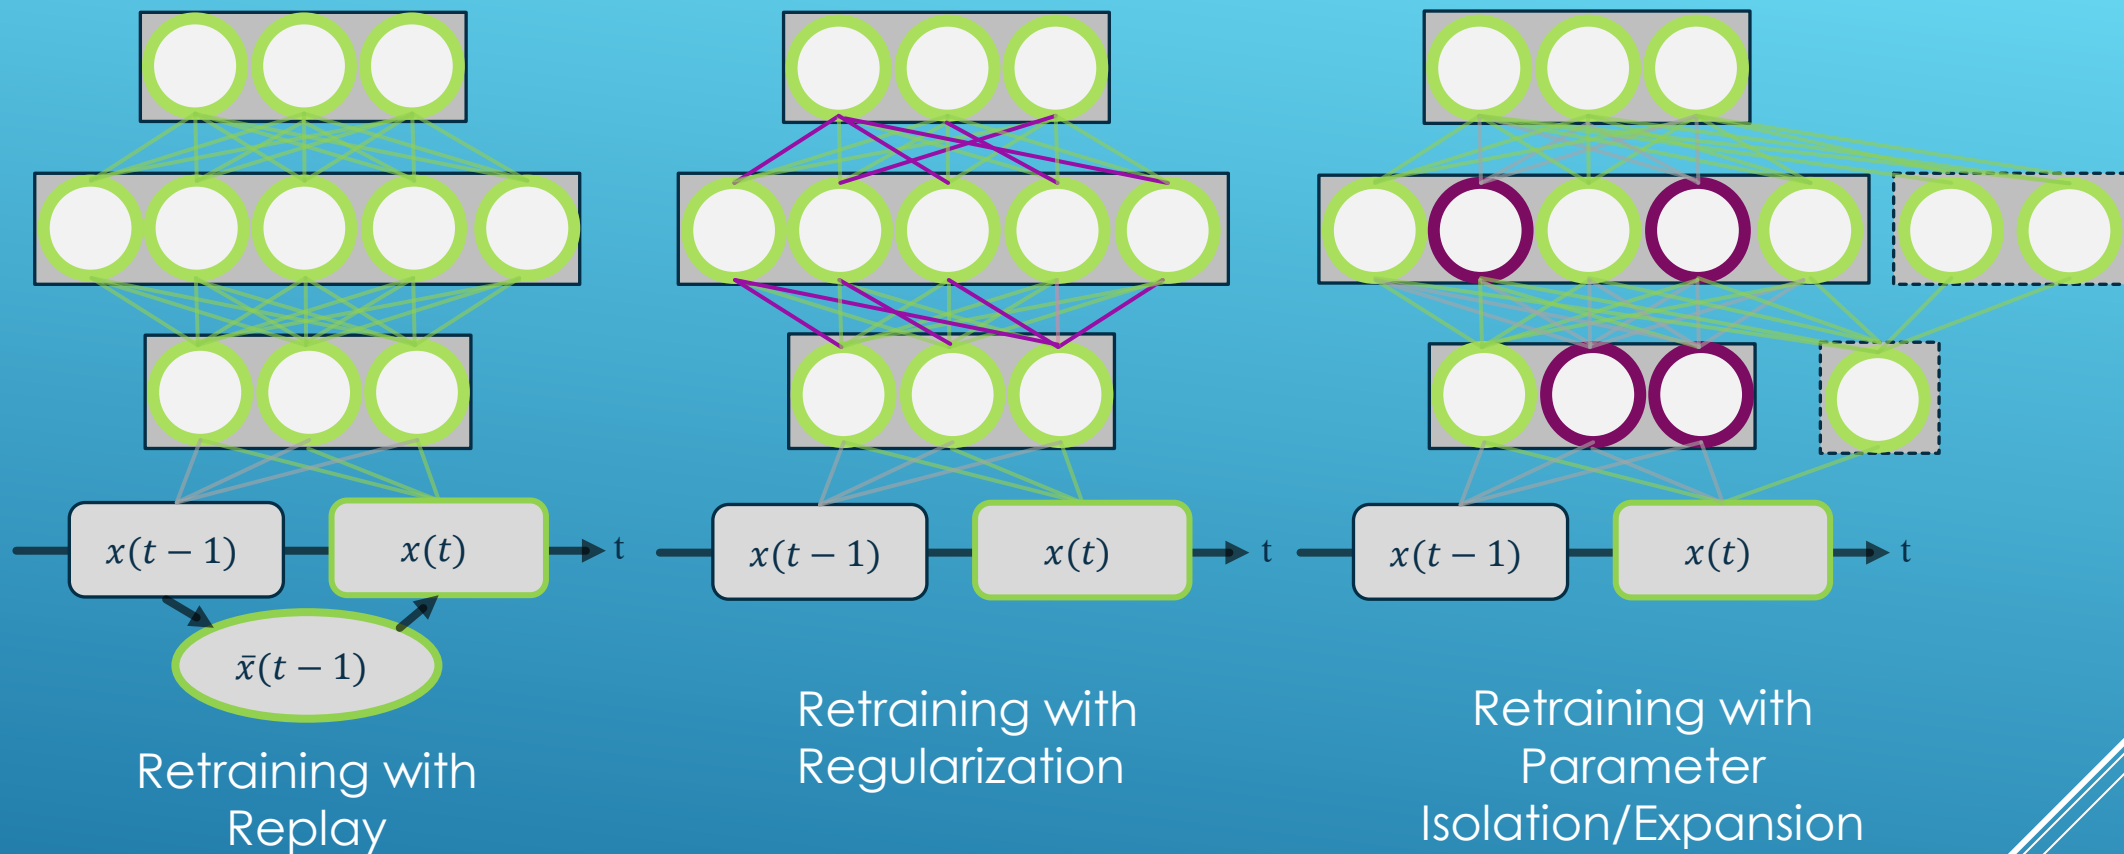 x(t − 1)
x(t)
t
x̄(t − 1)
Retraining with
Replay
x(t − 1)
x(t)
t
Retraining with
Regularization
x(t − 1)
x(t)
t
Retraining with
Parameter
Isolation/Expansion